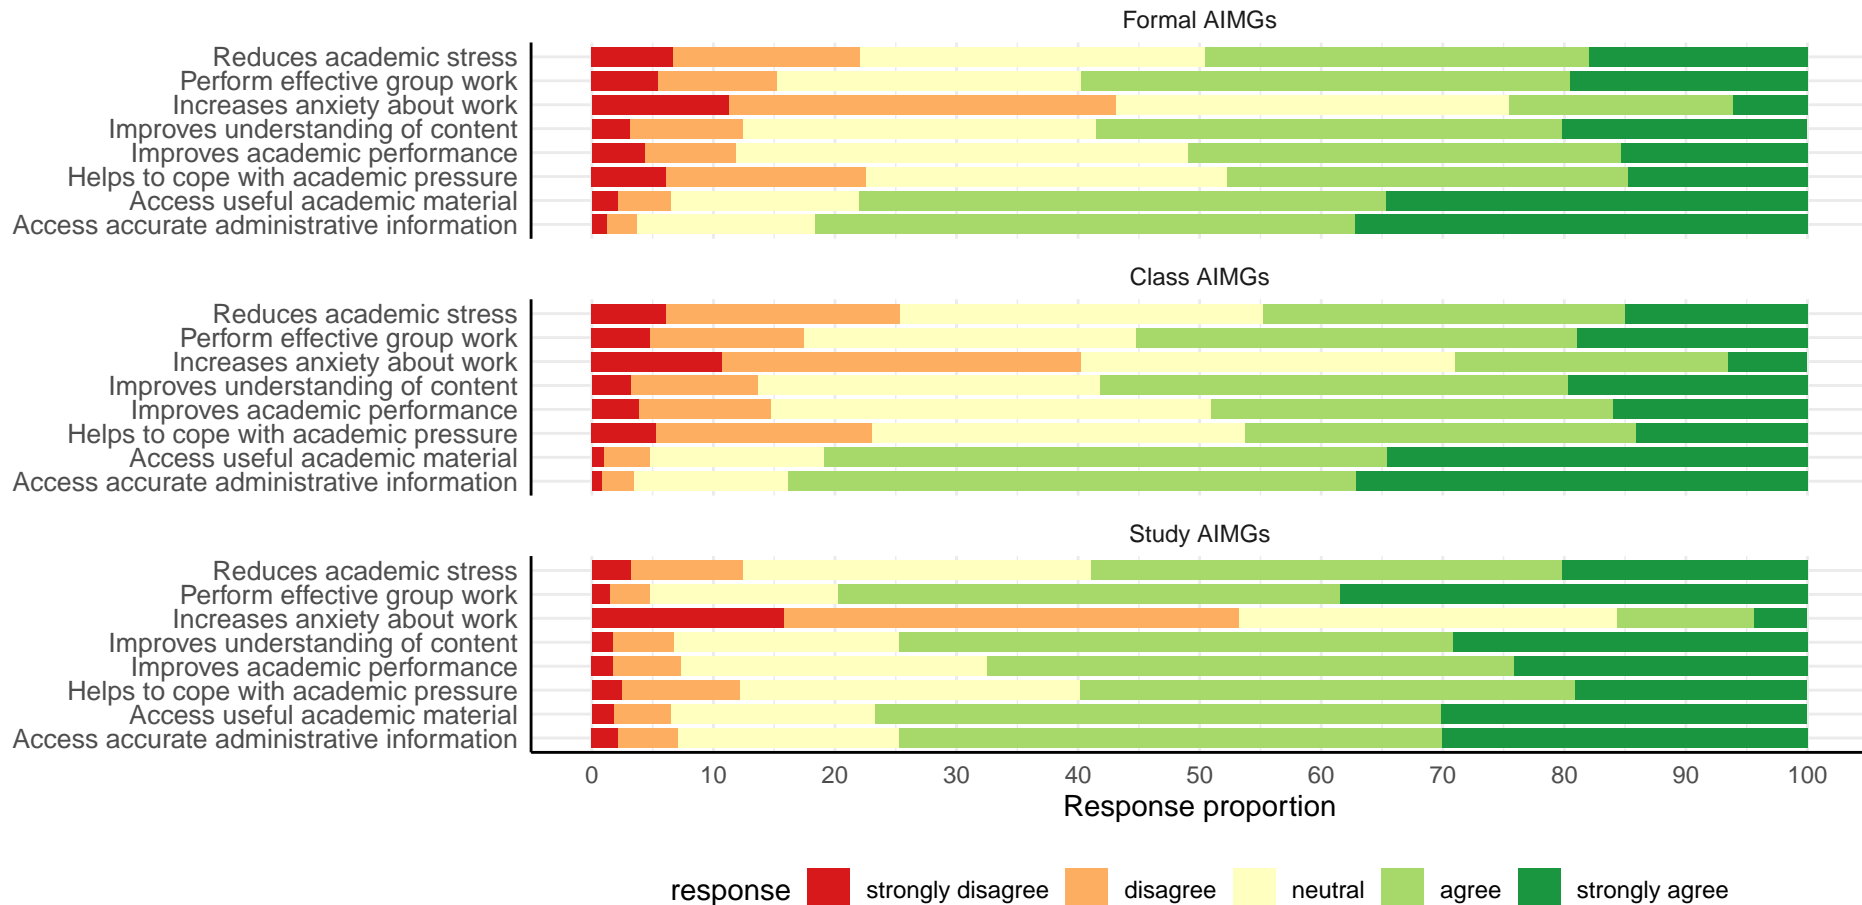 Formal AIMGs
Reduces academic stress
Perform effective group work
Increases anxiety about work
Improves understanding of content
Improves academic performance
Helps to cope with academic pressure
Access useful academic material
Access accurate administrative information
Class AIMGs
Reduces academic stress
Perform effective group work
Increases anxiety about work
Improves understanding of content
Improves academic performance
Helps to cope with academic pressure
Access useful academic material
Access accurate administrative information
Study AIMGs
Reduces academic stress
Perform effective group work
Increases anxiety about work
Improves understanding of content
Improves academic performance
Helps to cope with academic pressure
Access useful academic material
Access accurate administrative information
0 10 20 30 40 50 60 70 80 90 100
Response proportion
response strongly disagree disagree neutral agree strongly agree